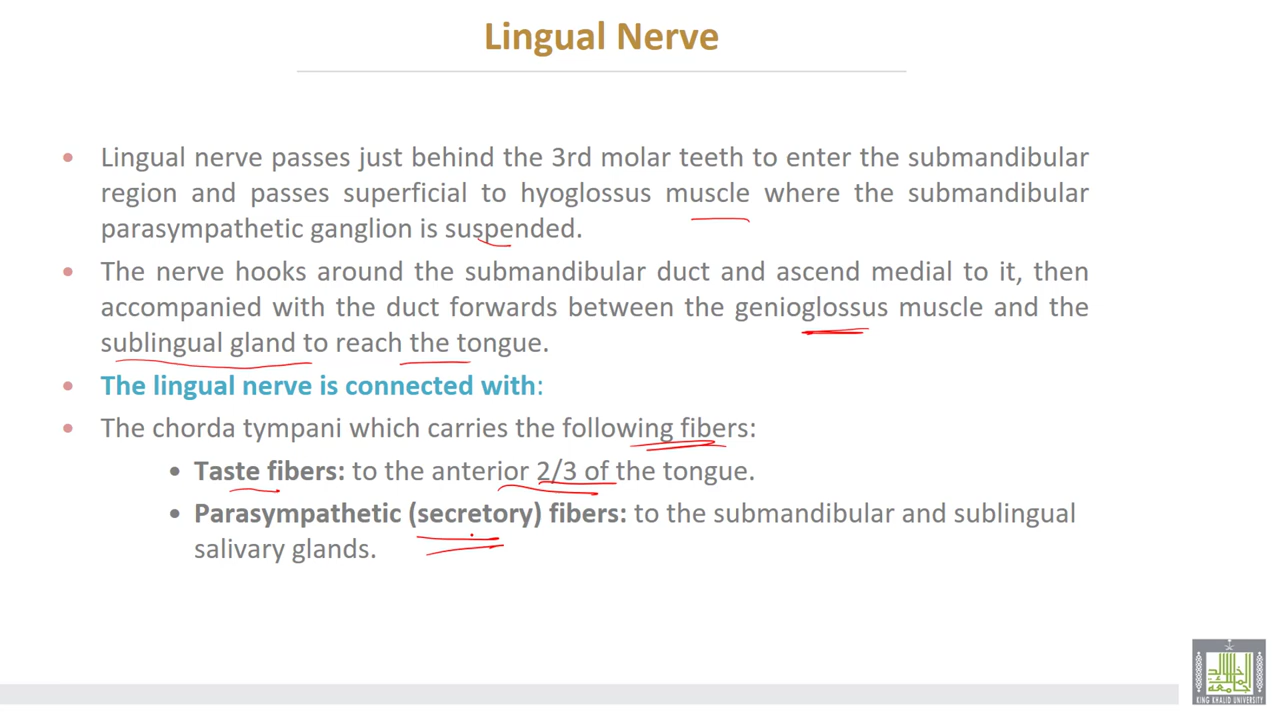 Lingual Nerve
• Lingual nerve passes just behind the 3rd molar teeth to enter the submandibular
region and passes superficial to hyoglossus muscle where the submandibular
parasympathetic ganglion is suspended.
• The nerve hooks around the submandibular duct and ascend medial to it, then
accompanied with the duct forwards between the genioglossus muscle and the
sublingual gland to reach the tongue.
• The lingual nerve is connected with:
• The chorda tympani which carries the following fibers:
• Taste fibers: to the anterior 2/3 of the tongue.
• Parasympathetic (secretory) fibers: to the submandibular and sublingual
salivary glands.
KING KHALID UNIVERSITY